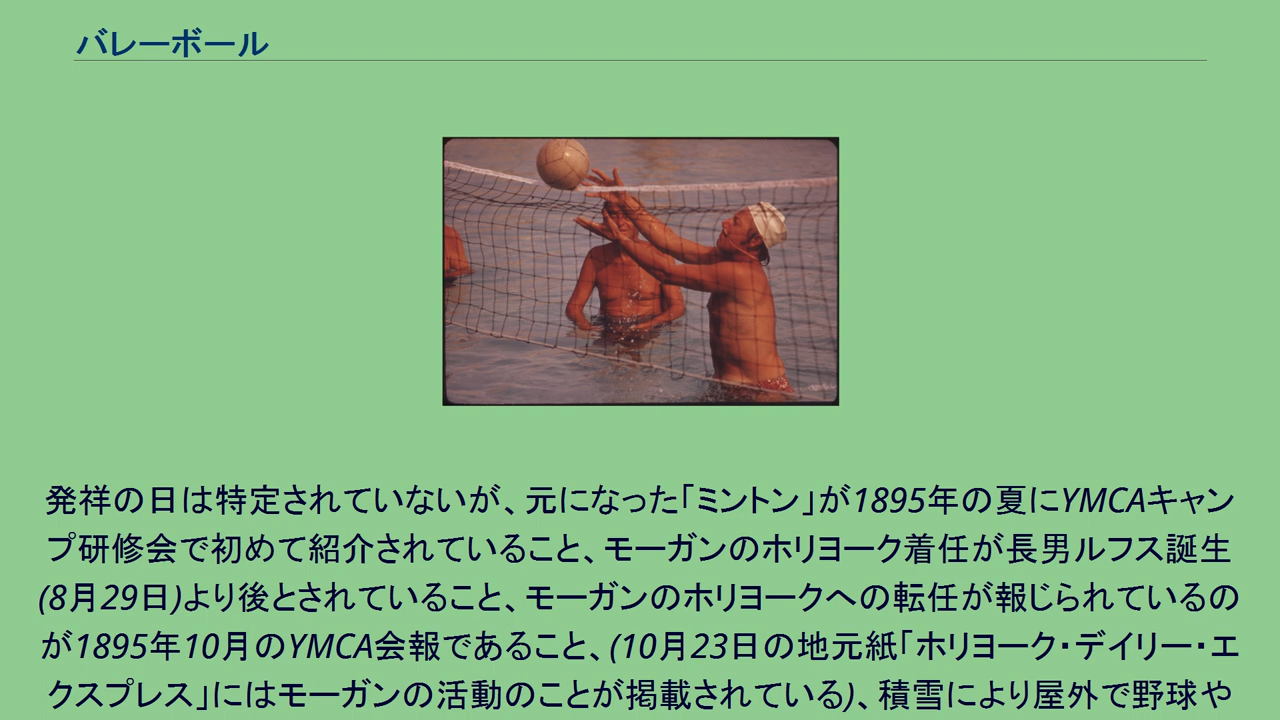 バレーボール
発祥の日は特定されていないが、元になった「ミントン」が1895年の夏にYMCAキャン
プ研修会で初めて紹介されていること、モーガンのホリヨーク着任が長男ルフス誕生
(8月29日)より後とされていること、モーガンのホリヨークへの転任が報じられているの
が1895年10月のYMCA会報であること、(10月23日の地元紙「ホリヨーク・デイリー・エ
クスプレス」にはモーガンの活動のことが掲載されている)、積雪により屋外で野球や